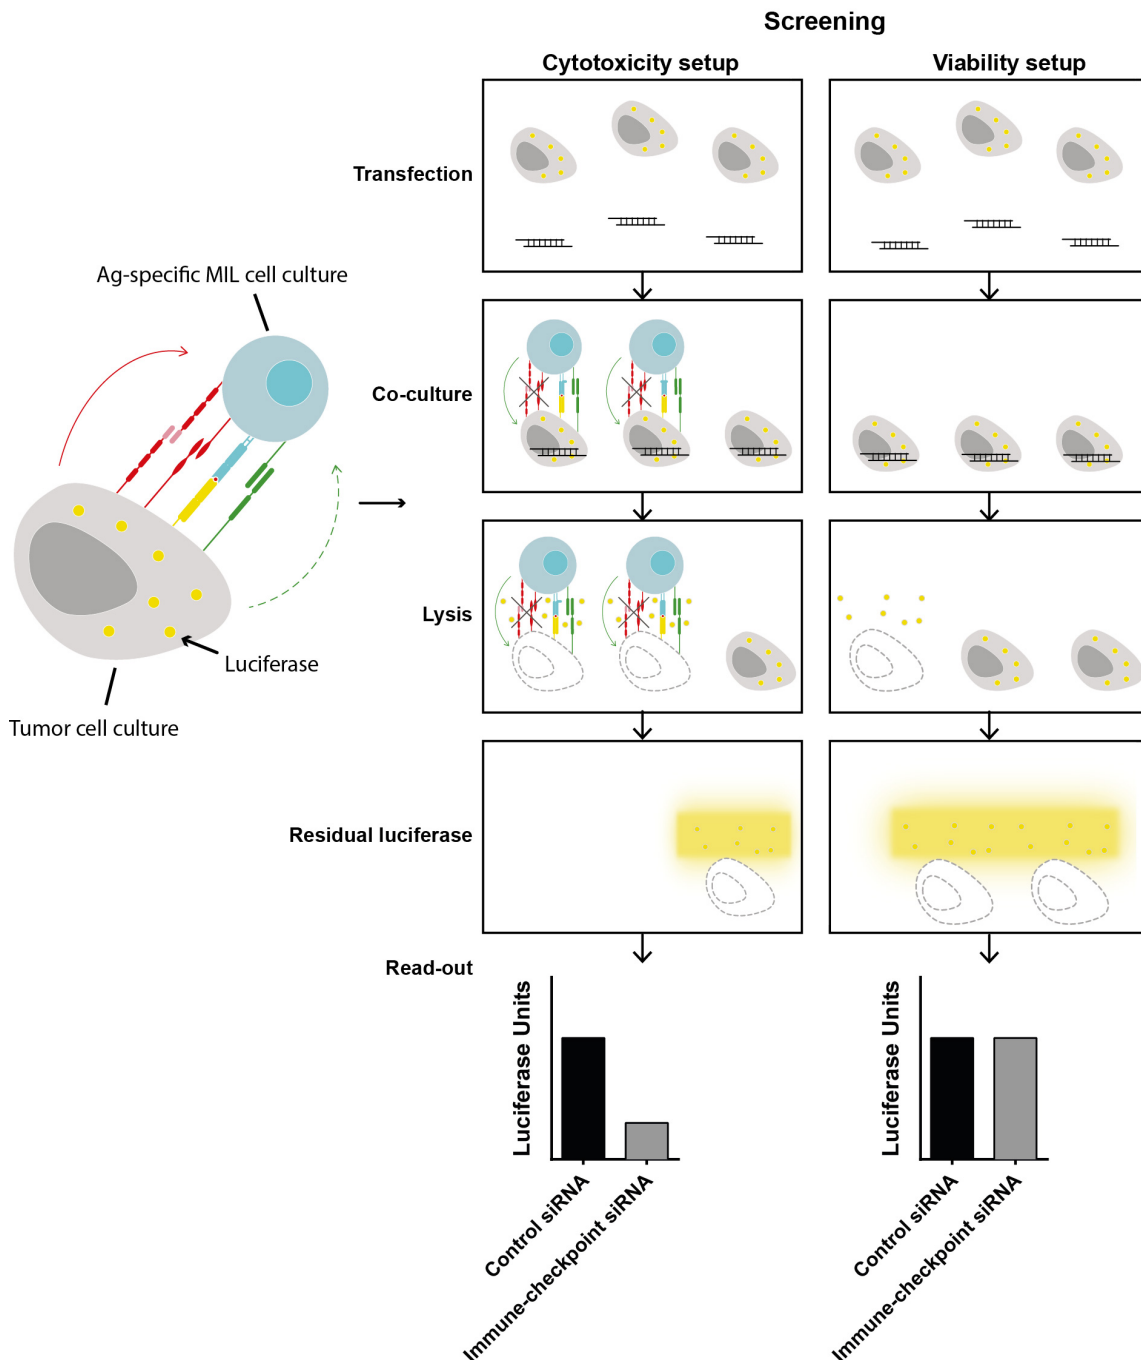 Screening
Cytotoxicity setup
Viability setup
Transfection
Ag-specific MIL cell culture
Co-culture
Lysis
Luciferase
Tumor cell culture
Residual luciferase
Read-out
Luciferase Units
Control siRNA
Immune-checkpoint siRNA
Luciferase Units
Control siRNA
Immune-checkpoint siRNA